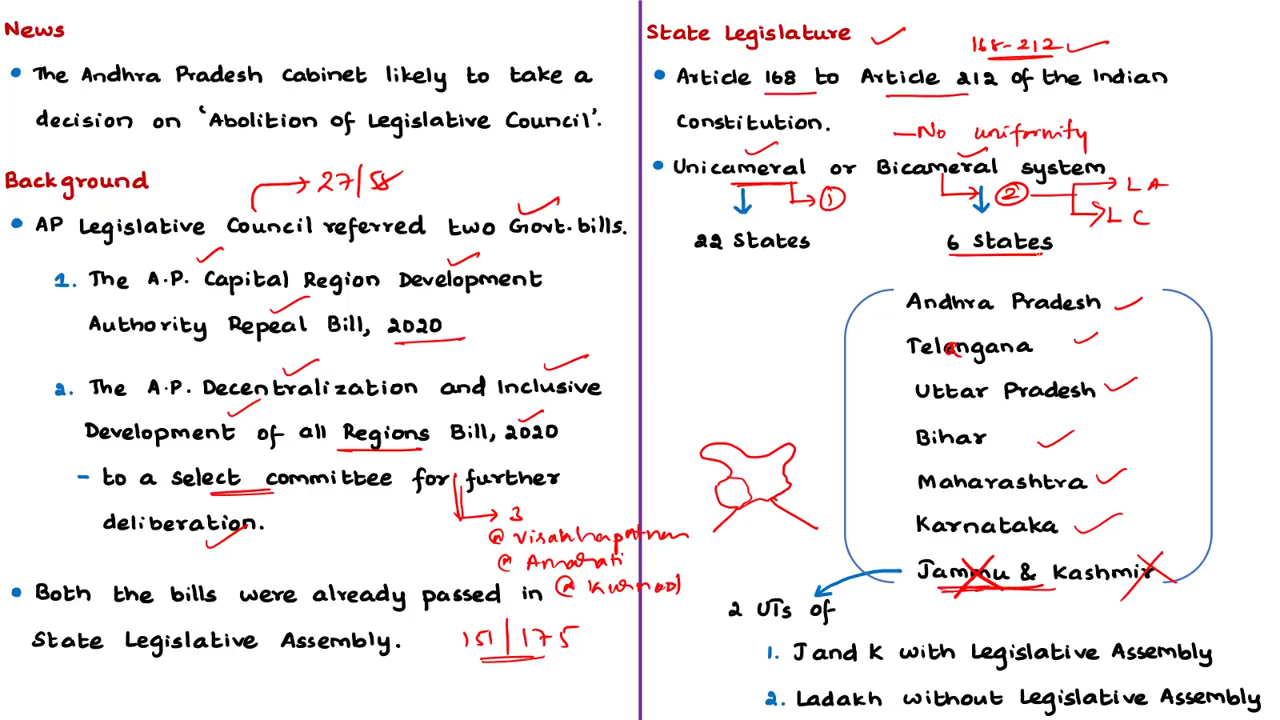 News
• The Andhra Pradesh Cabinet likely to take a
decision on 'Abolition of Legislative Council'.
Background
27/58
• AP Legislative Council referred two Govt. bills.
1. The A.P. Capital Region Development
Authority Repeal Bill, 2020
2. The A.P. Decentralization and Inclusive
Development of all Regions Bill, 2020
- to a select committee for further
deliberation.
3
@ Visakhapatnam
@ Amaravati
@ Kurnool
• Both the bills were already passed in
State Legislative Assembly.
151/175
State Legislature
168-212
• Article 168 to Article 212 of the Indian
Constitution.
- No uniformity
• Unicameral or Bicameral system
1
2
L A
L C
22 States
6 States
Andhra Pradesh
Telangana
Uttar Pradesh
Bihar
Maharashtra
Karnataka
Jammu & Kashmir
2 UTs of
1. J and K with Legislative Assembly
2. Ladakh without Legislative Assembly